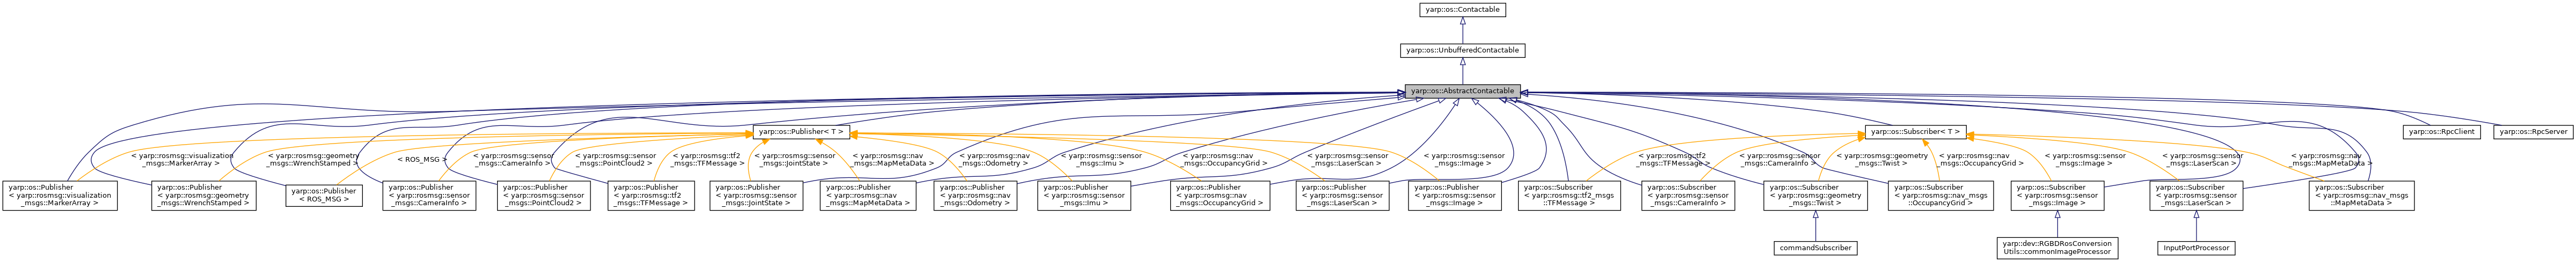 yarp::os::Contactable
yarp::os::UnbufferedContactable
yarp::os::AbstractContactable
yarp::os::Publisher< T >
yarp::os::Subscriber< T >
yarp::os::RpcClient
yarp::os::RpcServer
< yarp::rosmsg::visualization
_msgs::MarkerArray >
< yarp::rosmsg::geometry
_msgs::WrenchStamped >
< ROS_MSG >
< yarp::rosmsg::sensor
_msgs::CameraInfo >
< yarp::rosmsg::sensor
_msgs::PointCloud2 >
< yarp::rosmsg::tf2
_msgs::TFMessage >
< yarp::rosmsg::sensor
_msgs::JointState >
< yarp::rosmsg::nav
_msgs::MapMetaData >
< yarp::rosmsg::nav
_msgs::Odometry >
< yarp::rosmsg::sensor
_msgs::Imu >
< yarp::rosmsg::nav
_msgs::OccupancyGrid >
< yarp::rosmsg::sensor
_msgs::LaserScan >
< yarp::rosmsg::sensor
_msgs::Image >
< yarp::rosmsg::tf2
_msgs::TFMessage >
< yarp::rosmsg::sensor
_msgs::CameraInfo >
< yarp::rosmsg::geometry
_msgs::Twist >
< yarp::rosmsg::nav
_msgs::OccupancyGrid >
< yarp::rosmsg::sensor
_msgs::Image >
< yarp::rosmsg::sensor
_msgs::LaserScan >
< yarp::rosmsg::nav
_msgs::MapMetaData >
yarp::os::Publisher
< yarp::rosmsg::visualization
_msgs::MarkerArray >
yarp::os::Publisher
< yarp::rosmsg::geometry
_msgs::WrenchStamped >
yarp::os::Publisher
< ROS_MSG >
yarp::os::Publisher
< yarp::rosmsg::sensor
_msgs::CameraInfo >
yarp::os::Publisher
< yarp::rosmsg::sensor
_msgs::PointCloud2 >
yarp::os::Publisher
< yarp::rosmsg::tf2
_msgs::TFMessage >
yarp::os::Publisher
< yarp::rosmsg::sensor
_msgs::JointState >
yarp::os::Publisher
< yarp::rosmsg::nav
_msgs::MapMetaData >
yarp::os::Publisher
< yarp::rosmsg::nav
_msgs::Odometry >
yarp::os::Publisher
< yarp::rosmsg::sensor
_msgs::Imu >
yarp::os::Publisher
< yarp::rosmsg::nav
_msgs::OccupancyGrid >
yarp::os::Publisher
< yarp::rosmsg::sensor
_msgs::LaserScan >
yarp::os::Publisher
< yarp::rosmsg::sensor
_msgs::Image >
yarp::os::Subscriber
< yarp::rosmsg::tf2_msgs
::TFMessage >
yarp::os::Subscriber
< yarp::rosmsg::sensor
_msgs::CameraInfo >
yarp::os::Subscriber
< yarp::rosmsg::geometry
_msgs::Twist >
yarp::os::Subscriber
< yarp::rosmsg::nav_msgs
::OccupancyGrid >
yarp::os::Subscriber
< yarp::rosmsg::sensor
_msgs::Image >
yarp::os::Subscriber
< yarp::rosmsg::sensor
_msgs::LaserScan >
yarp::os::Subscriber
< yarp::rosmsg::nav_msgs
::MapMetaData >
commandSubscriber
yarp::dev::RGBDRosConversion
Utils::commonImageProcessor
InputPortProcessor